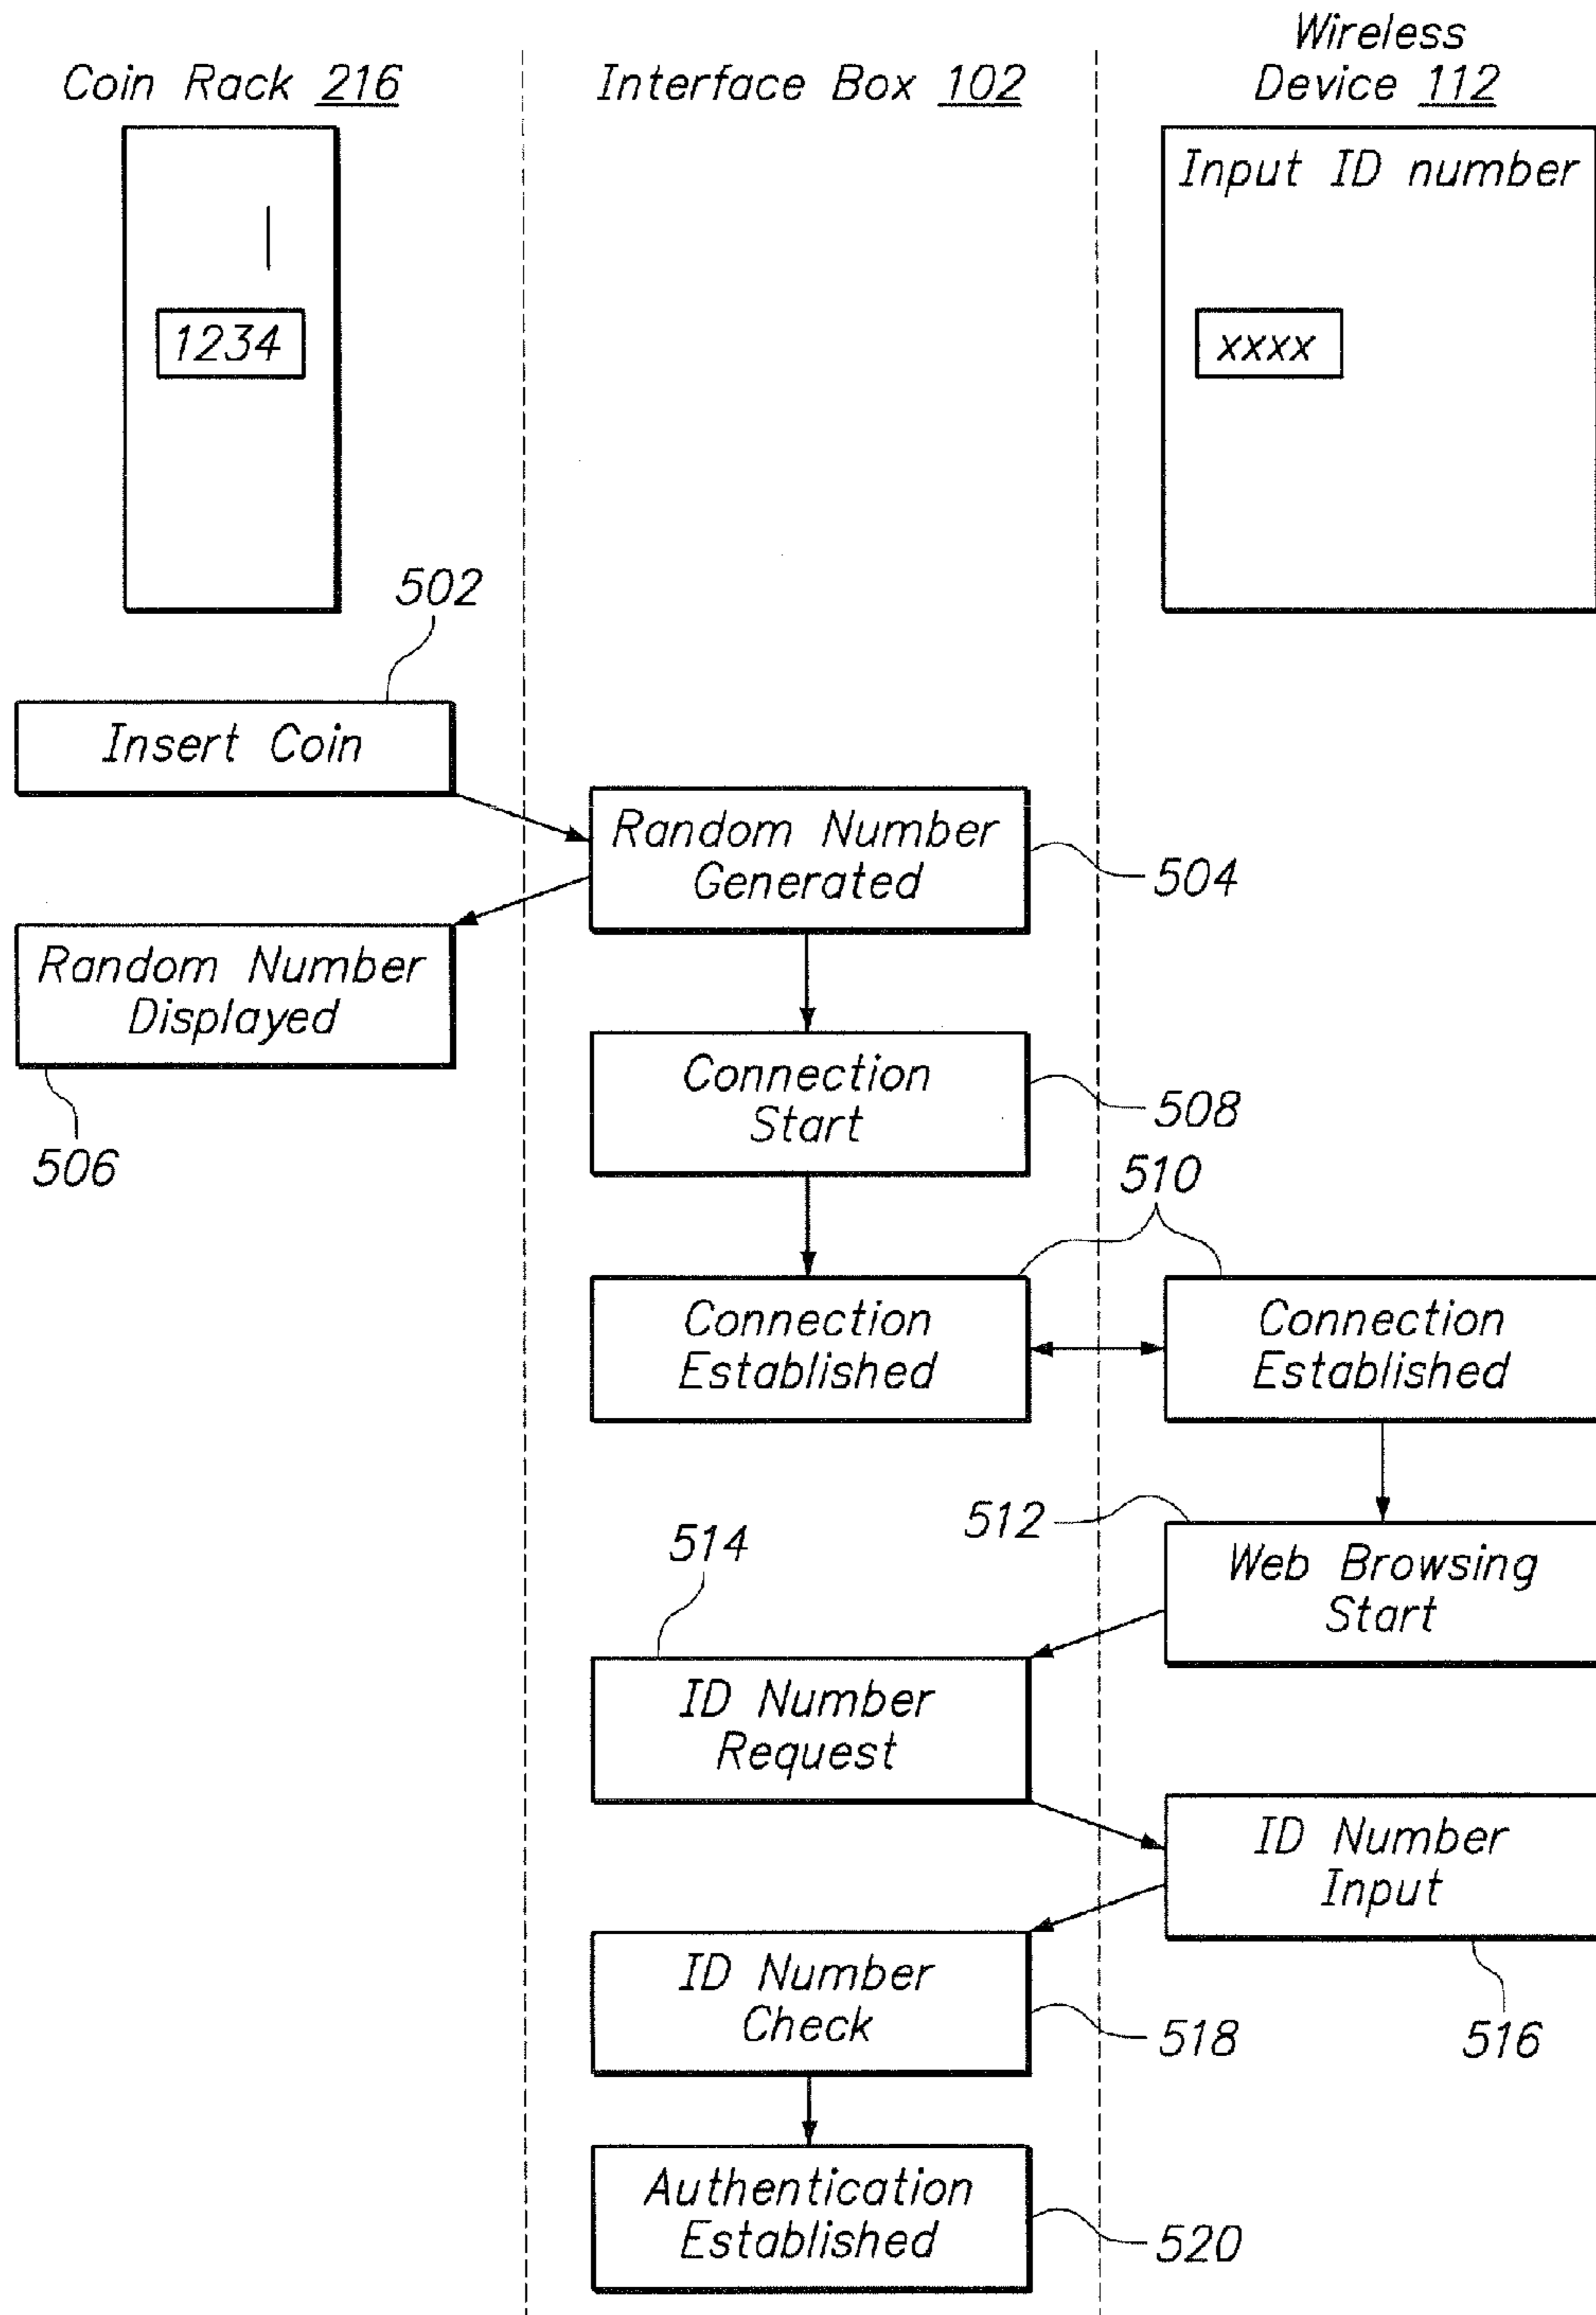 Coin Rack 216
Interface Box 102
Wireless
Device 112
1234
Input ID number
xxxx
502
Insert Coin
Random Number
Generated
504
Random Number
Displayed
506
Connection
Start
508
510
Connection
Established
Connection
Established
512
Web Browsing
Start
514
ID Number
Request
ID Number
Input
516
ID Number
Check
518
Authentication
Established
520